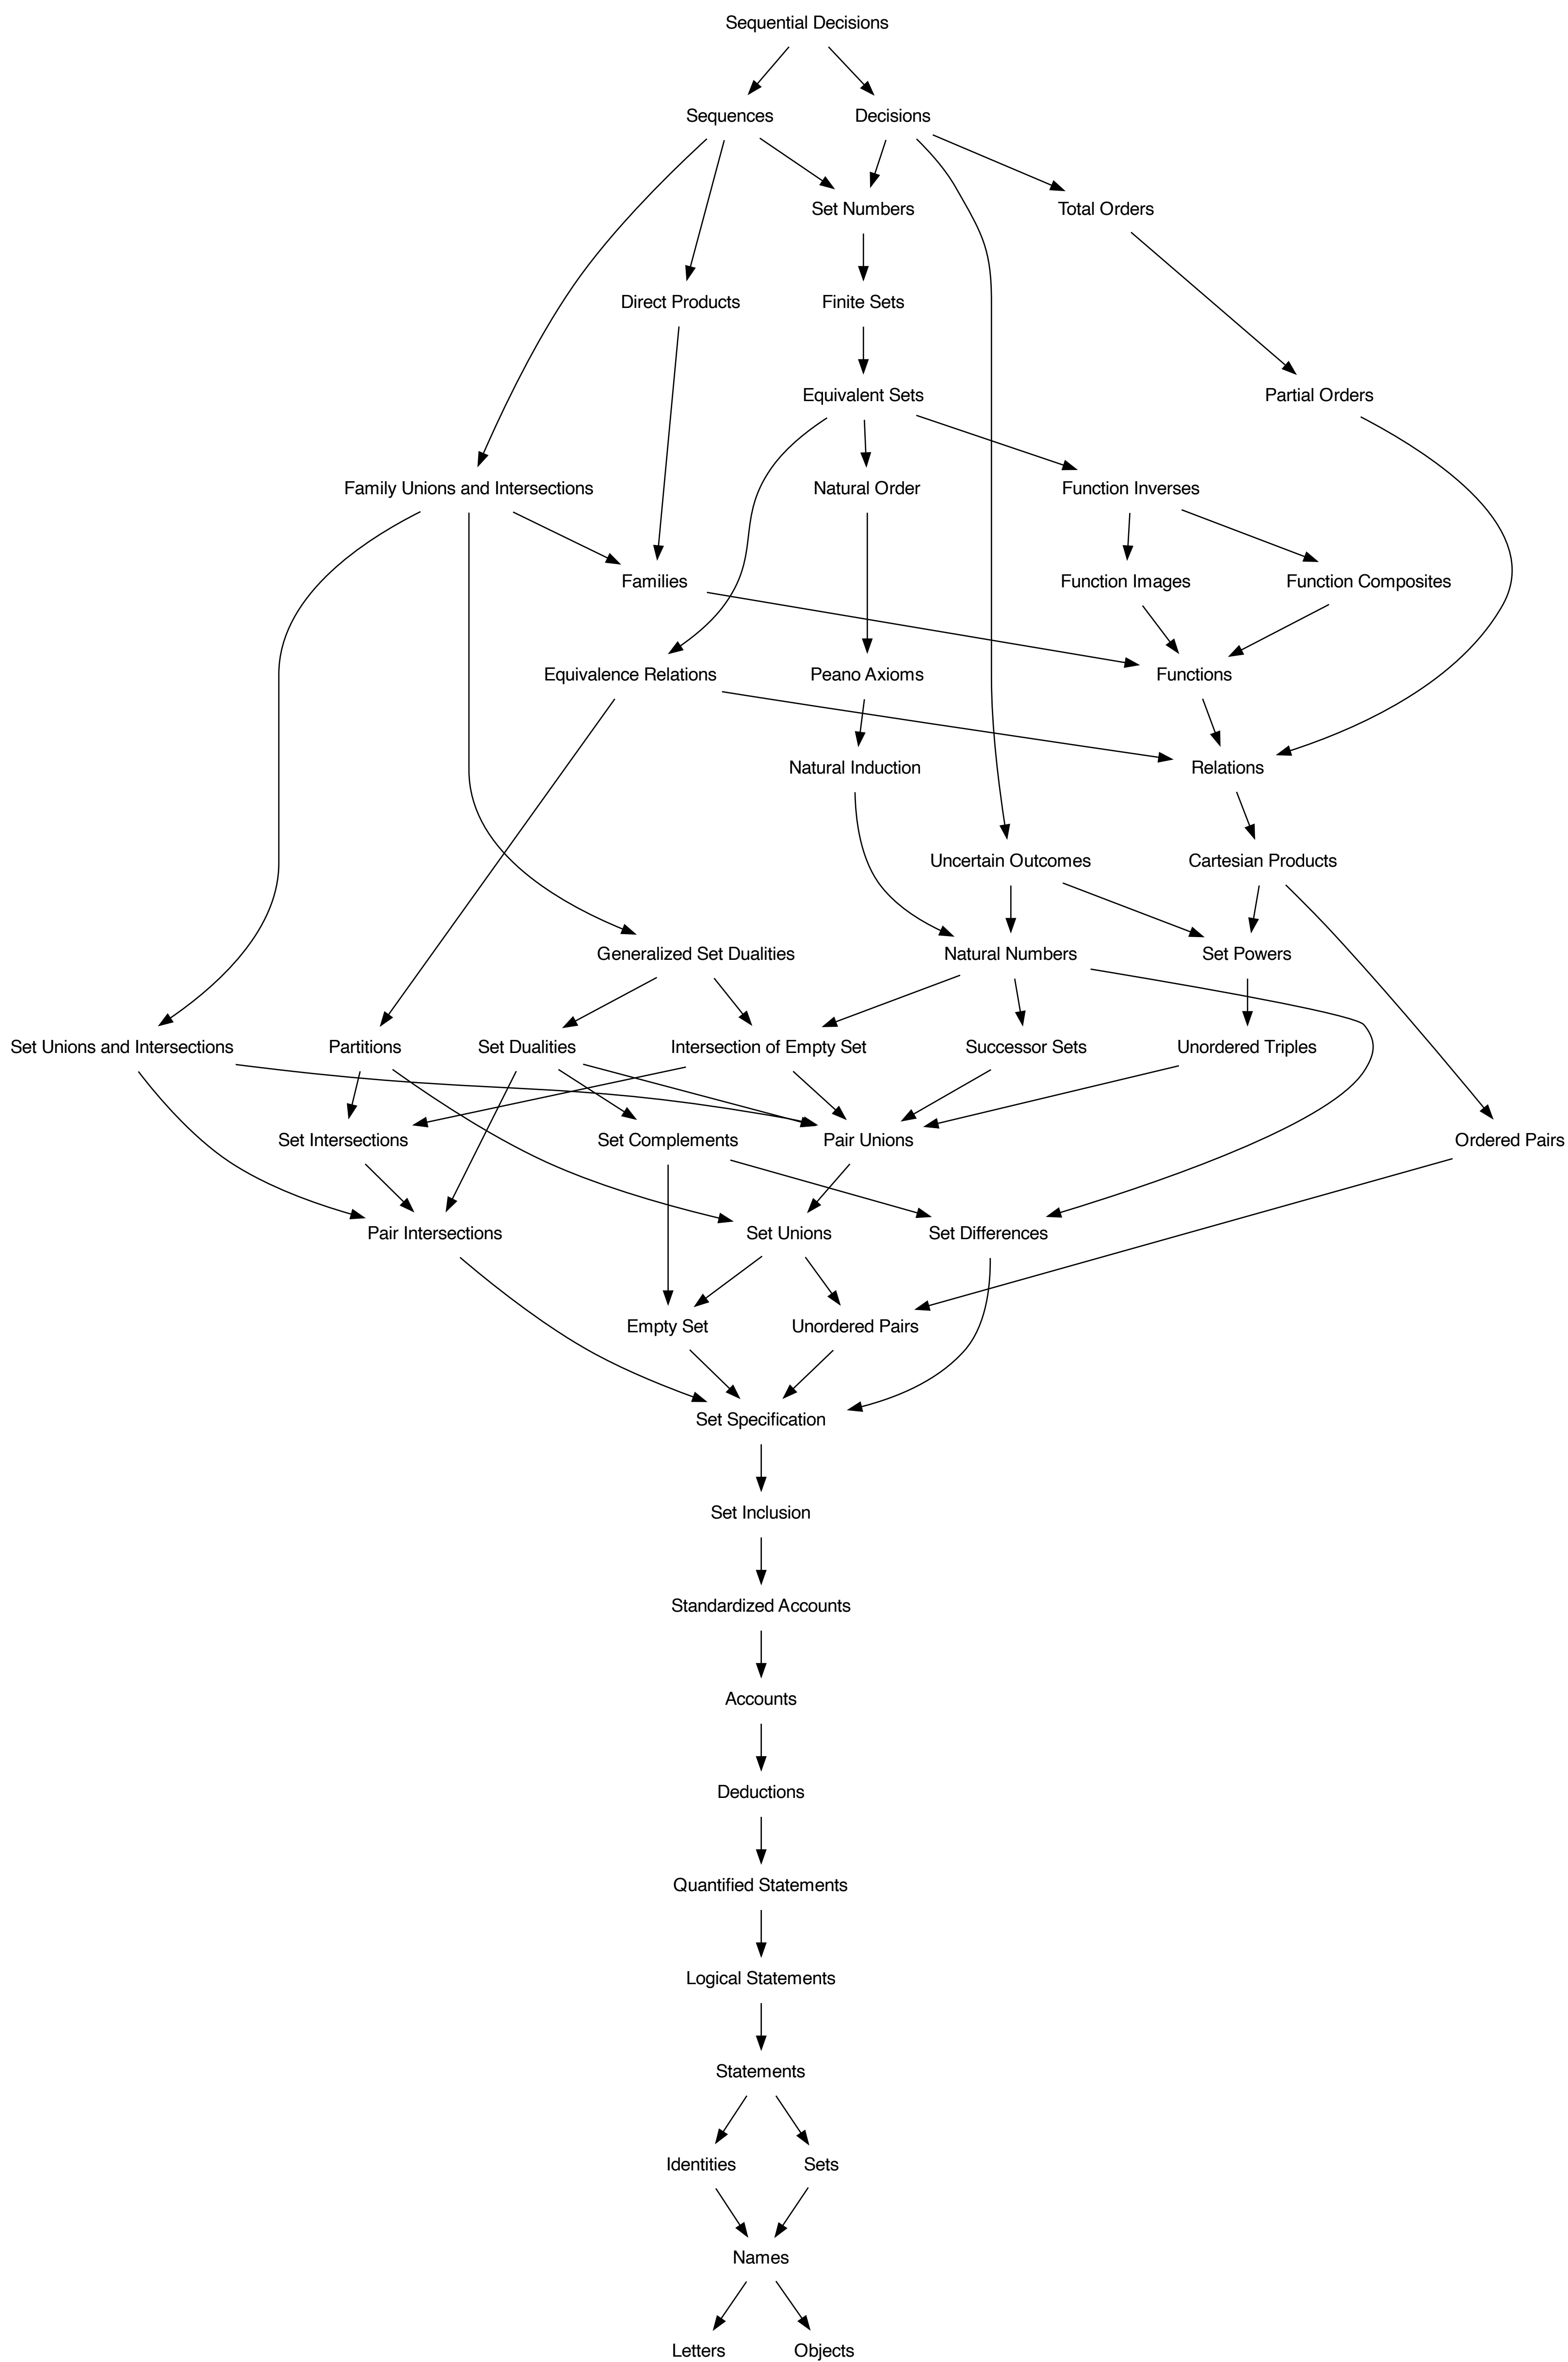 Sequential Decisions
Sequences
Decisions
Set Numbers
Total Orders
Direct Products
Finite Sets
Equivalent Sets
Partial Orders
Family Unions and Intersections
Natural Order
Function Inverses
Families
Function Images
Function Composites
Equivalence Relations
Peano Axioms
Functions
Natural Induction
Relations
Uncertain Outcomes
Cartesian Products
Generalized Set Dualities
Natural Numbers
Set Powers
Set Unions and Intersections
Partitions
Set Dualities
Intersection of Empty Set
Successor Sets
Unordered Triples
Set Intersections
Set Complements
Pair Unions
Ordered Pairs
Pair Intersections
Set Unions
Set Differences
Empty Set
Unordered Pairs
Set Specification
Set Inclusion
Standardized Accounts
Accounts
Deductions
Quantified Statements
Logical Statements
Statements
Identities
Sets
Names
Letters
Objects